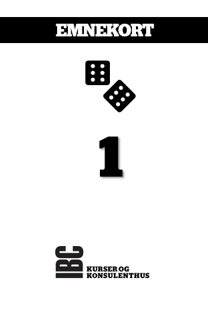 EMNEKORT
1
IBC
KURSER OG
KONSULENTHUS